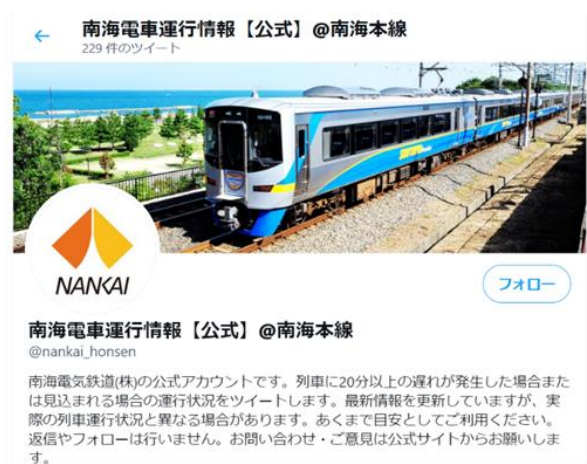 南海電車運行情報【公式】@南海本線
229 件のツイート
NANKAI
フォロー
南海電車運行情報【公式】@南海本線
@nankai_honsen
南海電気鉄道(株)の公式アカウントです。列車に20分以上の遅れが発生した場合また
は見込まれる場合の運行状況をツイートします。最新情報を更新していますが、実
際の列車運行状況と異なる場合があります。あくまで目安としてご利用ください。
返信やフォローは行いません。お問い合わせ・ご意見は公式サイトからお願いしま
す。